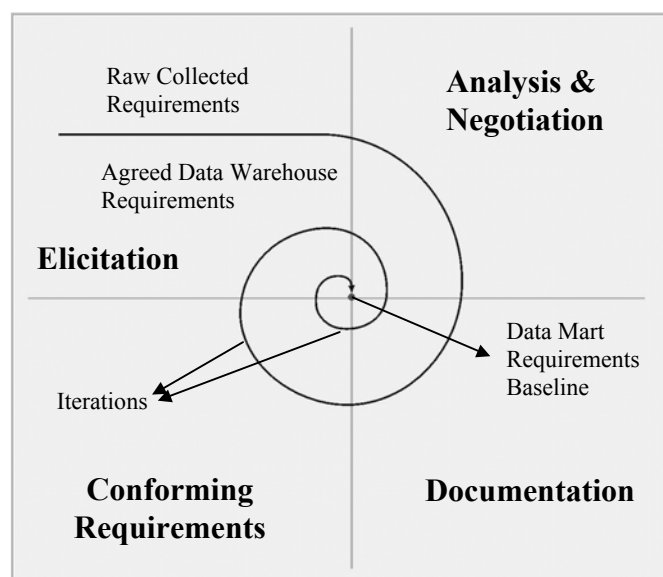 Raw Collected
Requirements
Analysis &
Negotiation
Agreed Data Warehouse
Requirements
Elicitation
Data Mart
Requirements
Baseline
Iterations
Conforming
Requirements
Documentation